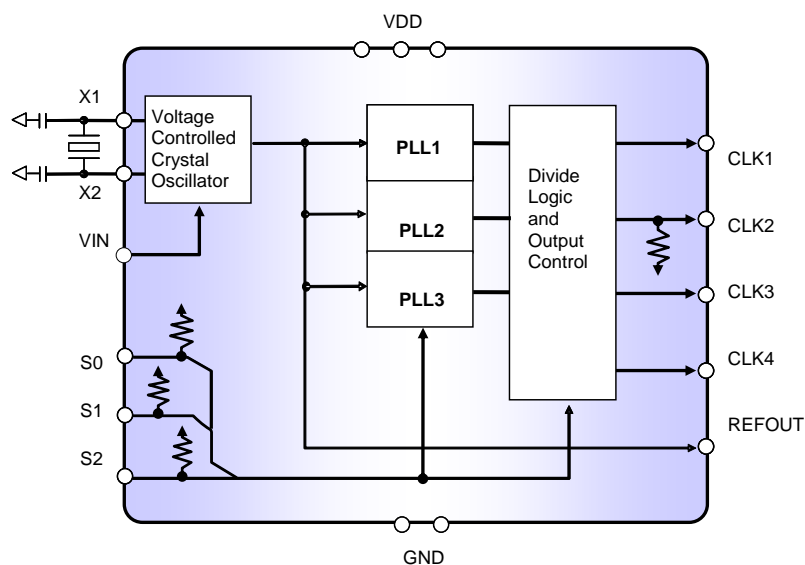 VDD
X1
Voltage
Controlled
Crystal
Oscillator
X2
VIN
PLL1
PLL2
PLL3
Divide
Logic
and
Output
Control
CLK1
CLK2
CLK3
CLK4
REFOUT
S0
S1
S2
GND